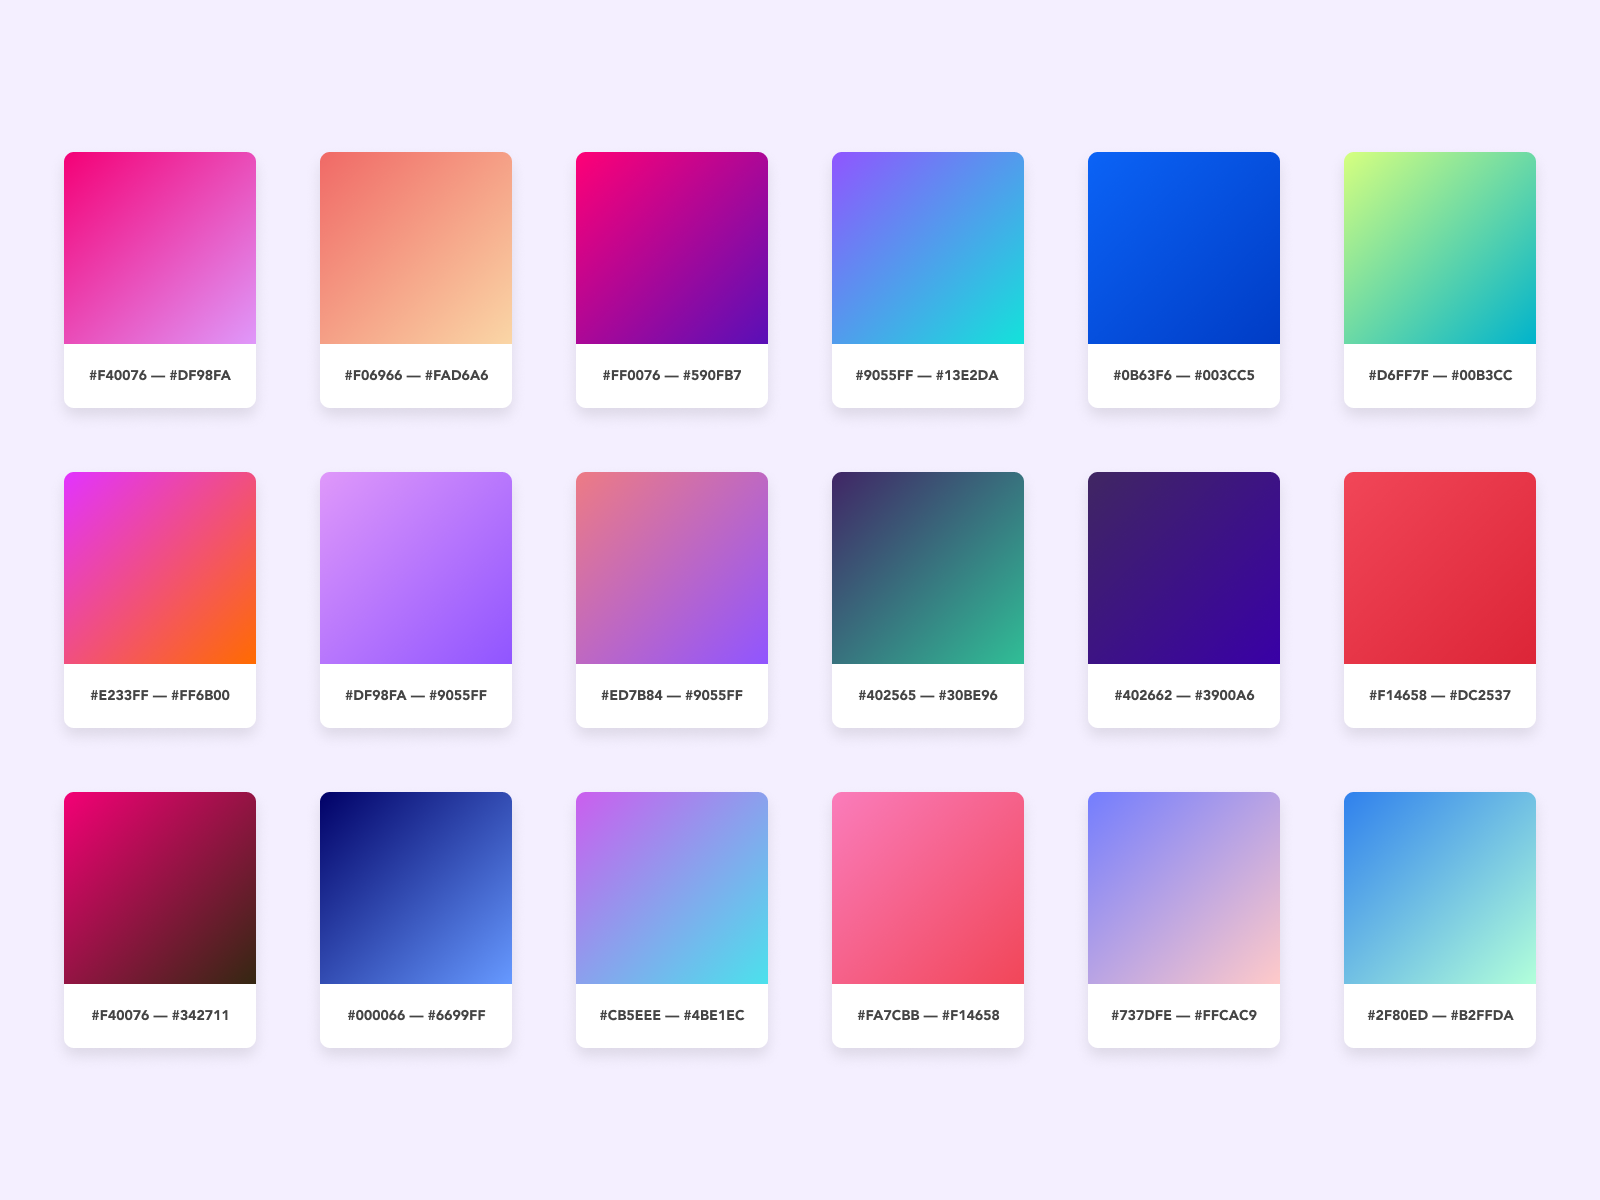 #F40076 — #DF98FA
#F06966 — #FAD6A6
#FF0076 — #590FB7
#9055FF — #13E2DA
#0B63F6 — #003CC5
#D6FF7F — #00B3CC
#E233FF — #FF6B00
#DF98FA — #9055FF
#ED7B84 — #9055FF
#402565 — #30BE96
#402662 — #3900A6
#F14658 — #DC2537
#F40076 — #342711
#000066 — #6699FF
#CB5EEE — #4BE1EC
#FA7CBB — #F14658
#737DFE — #FFCAC9
#2F80ED — #B2FFDA